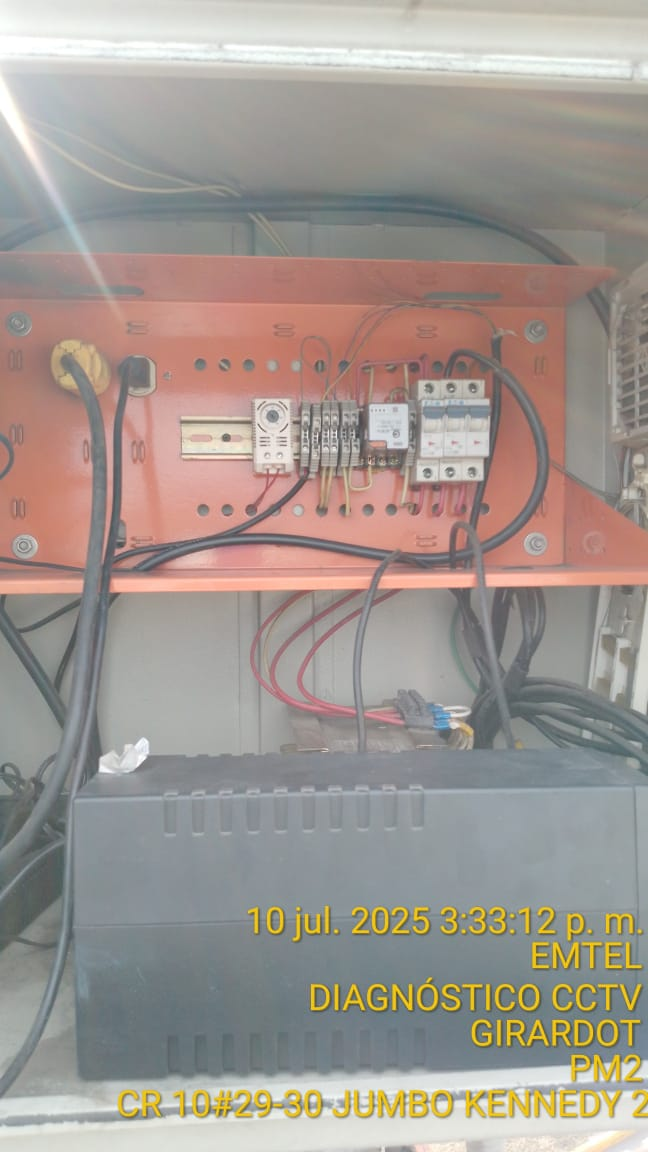 10 jul. 2025 3:33:12 p. m.
EMTEL
DIAGNÓSTICO CCTV
GIRARDOT
PM2
CR 10#29-30 JUMBO KENNEDY 2